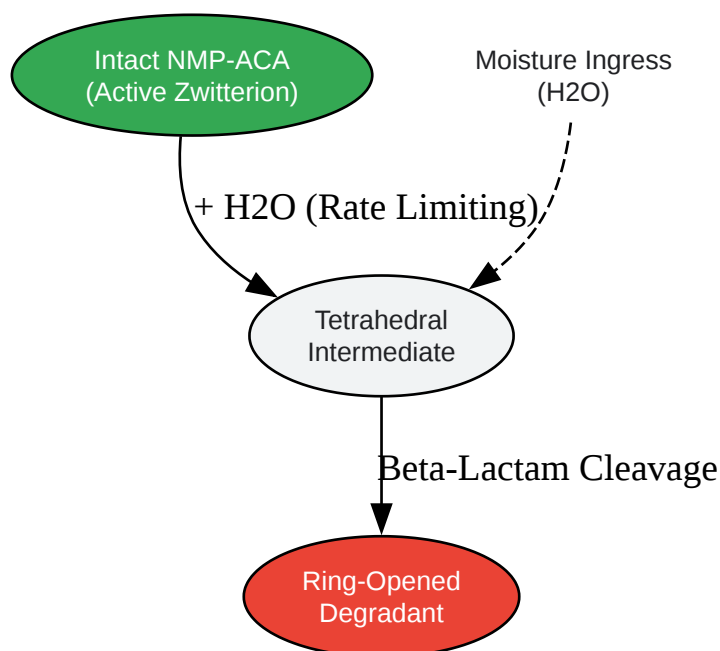 Intact NMP-ACA
(Active Zwitterion)
Moisture Ingress
(H2O)
+ H2O (Rate Limiting)
Tetrahedral
Intermediate
Beta-Lactam Cleavage
Ring-Opened
Degradant